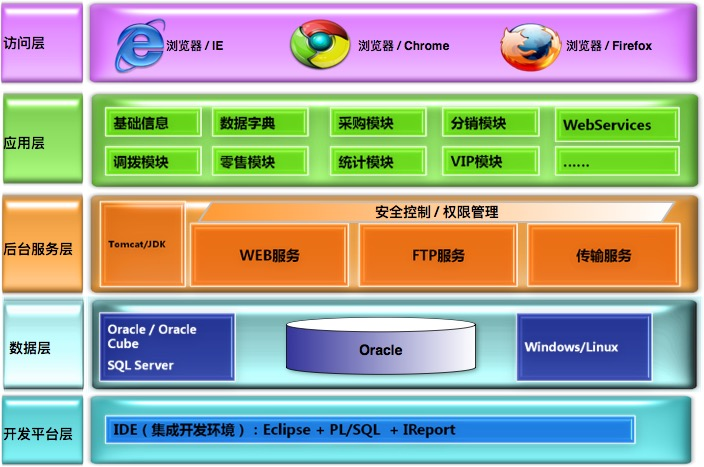 访问层
浏览器 / IE
浏览器 / Chrome
浏览器 / Firefox
应用层
基础信息
数据字典
采购模块
分销模块
WebServices
调拨模块
零售模块
统计模块
VIP模块
......
后台服务层
Tomcat/JDK
安全控制 / 权限管理
WEB服务
FTP服务
传输服务
数据层
Oracle / Oracle
Cube
SQL Server
Oracle
Windows/Linux
开发平台层
IDE（集成开发环境）: Eclipse + PL/SQL + IReport